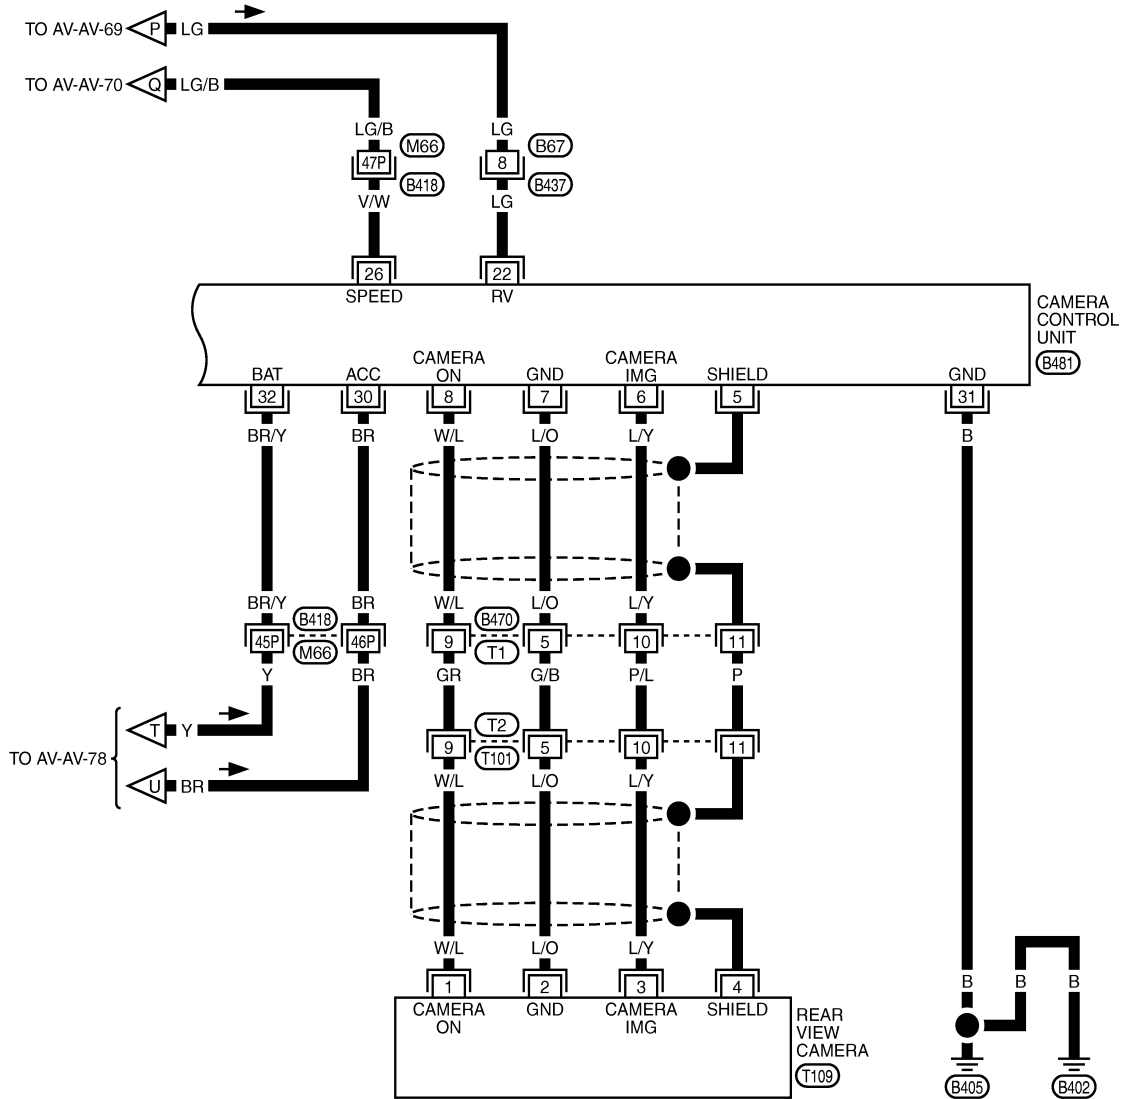 TO AV-AV-69 P LG
TO AV-AV-70 Q LG/B
LG/B M66 LG B67
47P 8
B418 B437
V/W LG
26 22
SPEED RV
CAMERA
CONTROL
UNIT
B481
BAT ACC CAMERA
ON GND CAMERA
IMG SHIELD GND
32 30 8 7 6 5 31
BR/Y BR W/L L/O L/Y B
BR/Y BR W/L L/O L/Y
B418 B470
45P 46P 9 5 10 11
M66 T1
Y BR GR G/B P/L P
T Y
TO AV-AV-78
U BR
T2
9 5 10 11
T101
W/L L/O L/Y
W/L L/O L/Y
B B B
1 2 3 4
CAMERA
ON GND CAMERA
IMG SHIELD
REAR
VIEW
CAMERA
T109
B405 B402